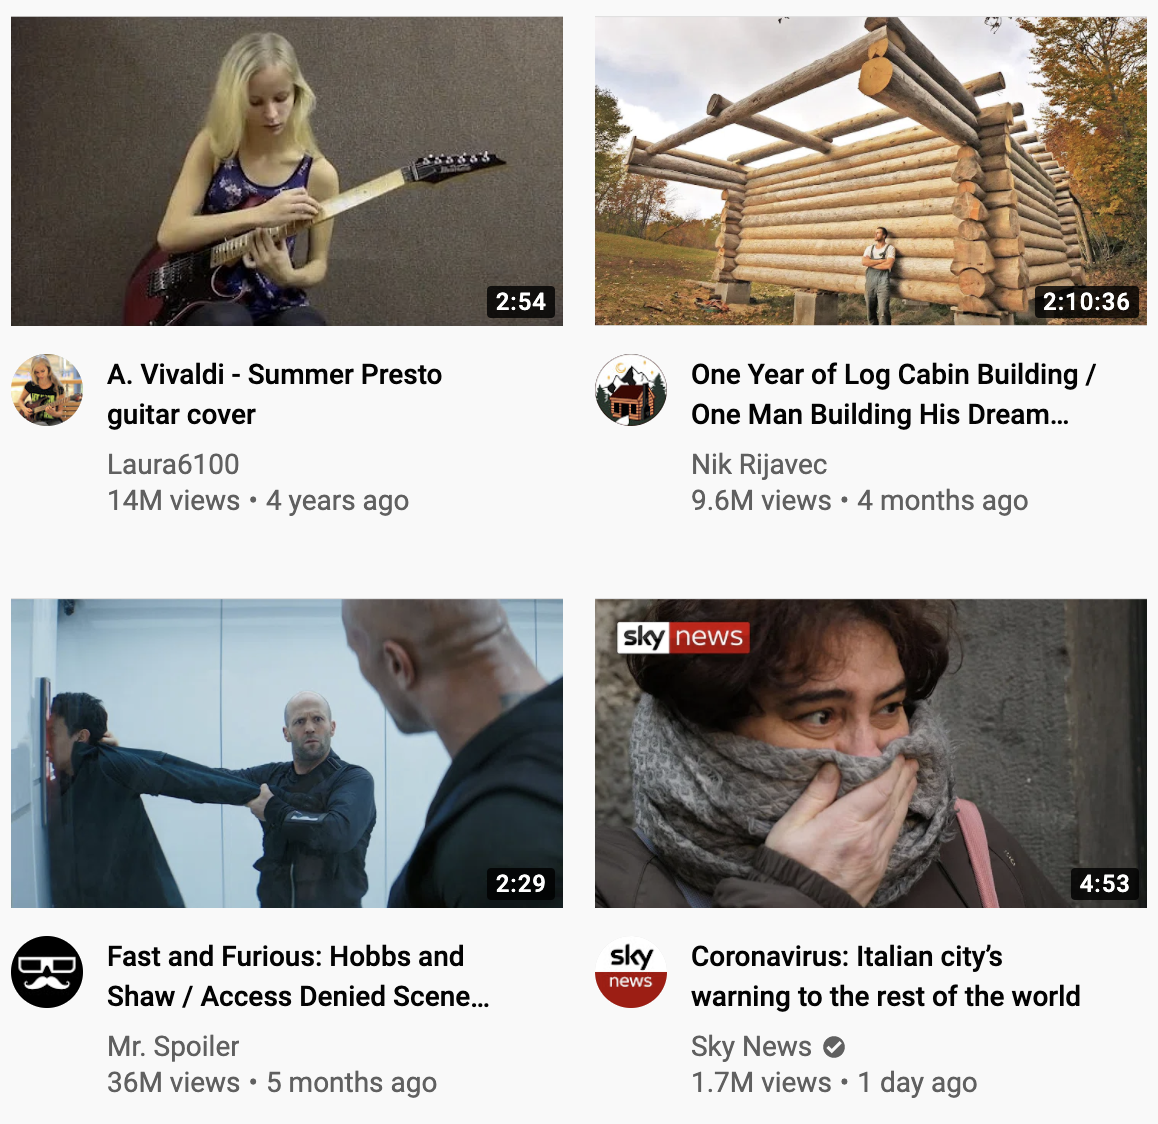 2:54
A. Vivaldi - Summer Presto
guitar cover
Laura6100
14M views • 4 years ago
2:10:36
One Year of Log Cabin Building /
One Man Building His Dream...
Nik Rijavec
9.6M views • 4 months ago
2:29
Fast and Furious: Hobbs and
Shaw / Access Denied Scene...
Mr. Spoiler
36M views • 5 months ago
sky news
4:53
sky
news
Coronavirus: Italian city’s
warning to the rest of the world
Sky News
1.7M views • 1 day ago